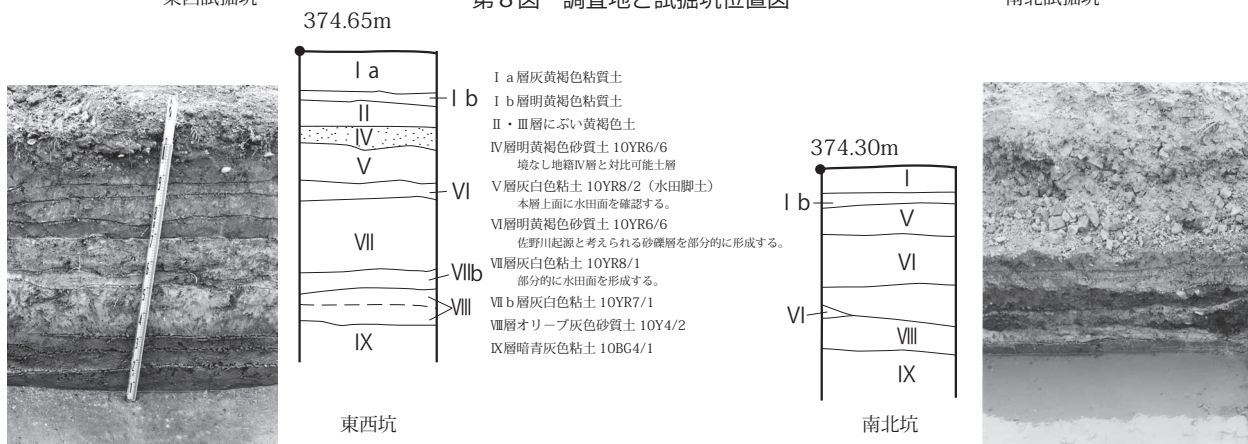 東西試掘坑
第8図 調査地と試掘坑位置図
南北試掘坑
374.65m
Ⅰa
Ⅰb
Ⅱ
Ⅳ
Ⅴ
Ⅵ
Ⅶ
Ⅶb
Ⅷ
Ⅸ
東西坑
Ⅰa層灰黄褐色粘質土
Ⅰb層明黄褐色粘質土
Ⅱ・Ⅲ層にぶい黄褐色土
Ⅳ層明黄褐色砂質土 10YR6/6
境なし地籍Ⅳ層と対比可能土層
Ⅴ層灰白色粘土 10YR8/2（水田脚土）
本層上面に水田面を確認する。
Ⅵ層明黄褐色砂質土 10YR6/6
佐野川起源と考えられる砂礫層を部分的に形成する。
Ⅶ層灰白色粘土 10YR8/1
部分的に水田面を形成する。
Ⅶb層灰白色粘土 10YR7/1
Ⅷ層オリーブ灰色砂質土 10Y4/2
Ⅸ層暗青灰色粘土 10BG4/1
374.30m
Ⅰ
Ⅰb
Ⅴ
Ⅵ
Ⅵ
Ⅷ
Ⅸ
南北坑